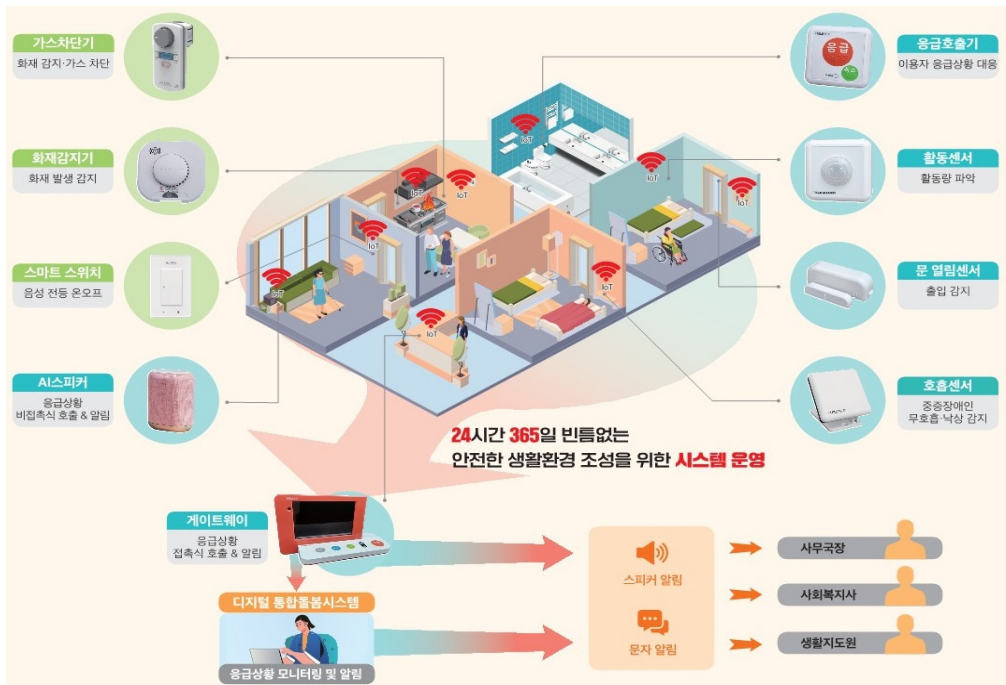 가스차단기
화재 감지·가스 차단
화재감지기
화재 발생 감지
스마트 스위치
음성 전등 온오프
AI스피커
응급상황
비접촉식 호출 & 알림
응급호출기
이용자 응급상황 대응
응급
취소
활동센서
활동량 파악
문 열림센서
출입 감지
호흡센서
중증장애인
무호흡·낙상 감지
IoT
IoT
IoT
IoT
IoT
IoT
IoT
IoT
IoT
24시간 365일 빈틈없는
안전한 생활환경 조성을 위한 시스템 운영
게이트웨이
응급상황
접촉식 호출 & 알림
디지털 통합돌봄시스템
응급상황 모니터링 및 알림
스피커 알림
문자 알림
사무국장
사회복지사
생활지도원